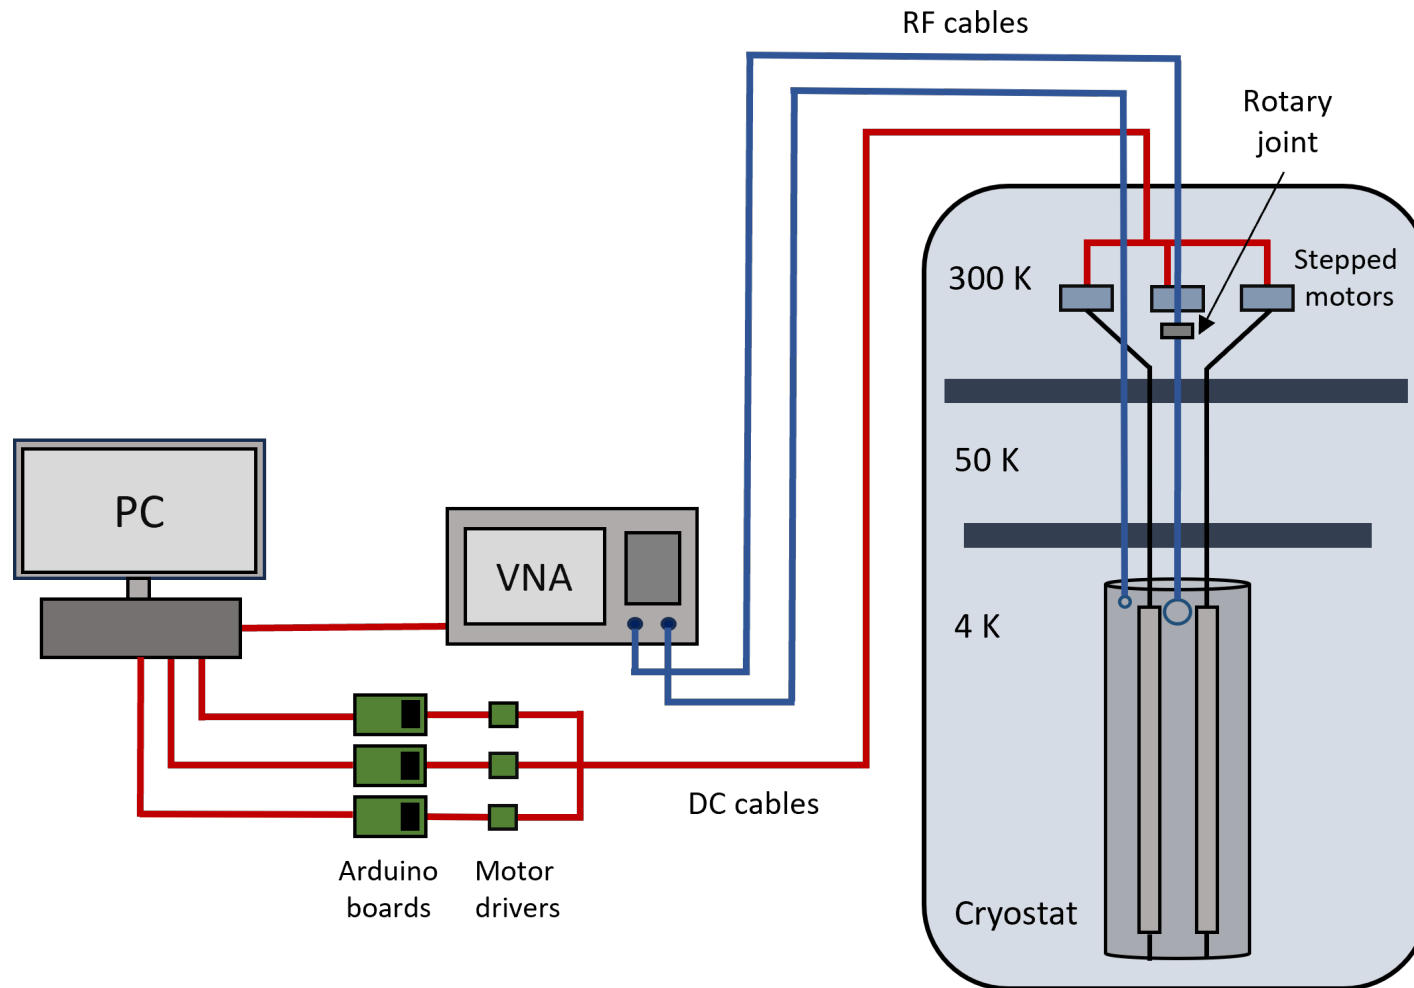 RF cables
Rotary
joint
300 K
Stepped
motors
50 K
PC
VNA
4 K
DC cables
Arduino
boards
Motor
drivers
Cryostat